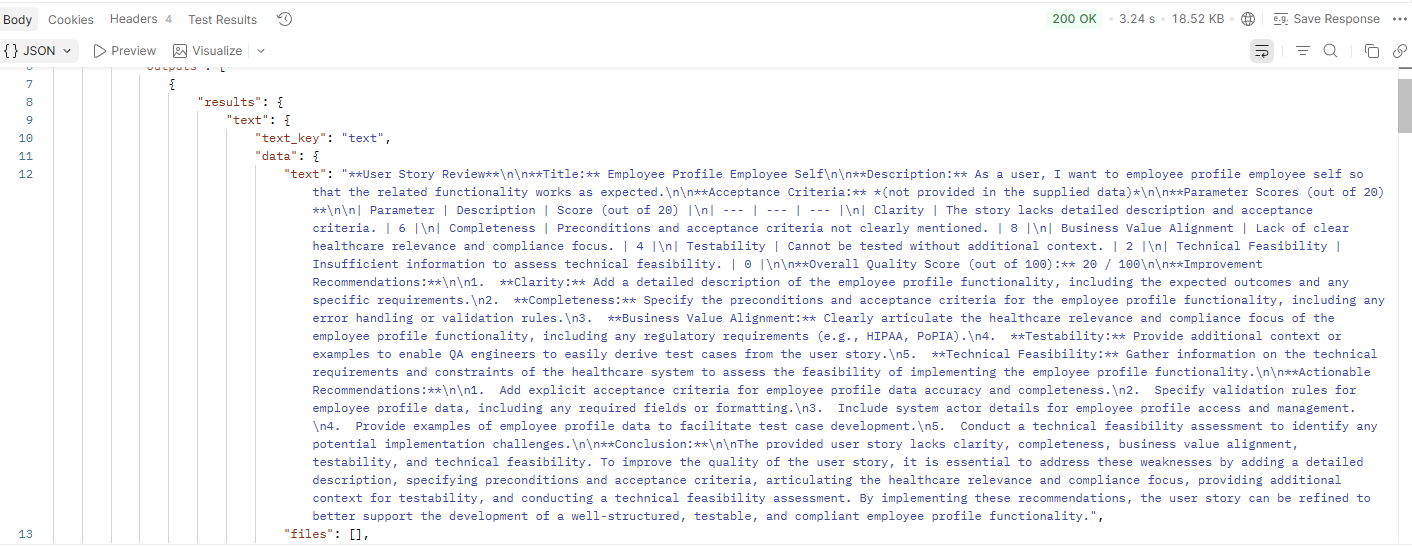 Body Cookies Headers 4 Test Results
200 OK • 3.24 s • 18.52 KB • e.g. Save Response
{} JSON Preview Visualize
6 "outputs": [
7 {
8 "results": {
9 "text": {
10 "text_key": "text",
11 "data": {
12 "text": "**User Story Review**\n\n**Title:** Employee Profile Employee Self\n\n**Description:** As a user, I want to employee profile employee self so
that the related functionality works as expected.\n\n**Acceptance Criteria:** *(not provided in the supplied data)*\n\n**Parameter Scores (out of 20)
**\n\n| Parameter | Description | Score (out of 20) |\n| --- | --- | --- |\n| Clarity | The story lacks detailed description and acceptance
criteria. | 6 |\n| Completeness | Preconditions and acceptance criteria not clearly mentioned. | 8 |\n| Business Value Alignment | Lack of clear
healthcare relevance and compliance focus. | 4 |\n| Testability | Cannot be tested without additional context. | 2 |\n| Technical Feasibility |
Insufficient information to assess technical feasibility. | 0 |\n\n**Overall Quality Score (out of 100):** 20 / 100\n\n**Improvement
Recommendations:**\n\n1.  **Clarity:** Add a detailed description of the employee profile functionality, including the expected outcomes and any
specific requirements.\n2.  **Completeness:** Specify the preconditions and acceptance criteria for the employee profile functionality, including any
error handling or validation rules.\n3.  **Business Value Alignment:** Clearly articulate the healthcare relevance and compliance focus of the
employee profile functionality, including any regulatory requirements (e.g., HIPAA, PoPIA).\n4.  **Testability:** Provide additional context or
examples to enable QA engineers to easily derive test cases from the user story.\n5.  **Technical Feasibility:** Gather information on the technical
requirements and constraints of the healthcare system to assess the feasibility of implementing the employee profile functionality.\n\n**Actionable
Recommendations:**\n\n1.  Add explicit acceptance criteria for employee profile data accuracy and completeness.\n2.  Specify validation rules for
employee profile data, including any required fields or formatting.\n3.  Include system actor details for employee profile access and management.
\n4.  Provide examples of employee profile data to facilitate test case development.\n5.  Conduct a technical feasibility assessment to identify any
potential implementation challenges.\n\n**Conclusion:**\n\nThe provided user story lacks clarity, completeness, business value alignment,
testability, and technical feasibility. To improve the quality of the user story, it is essential to address these weaknesses by adding a detailed
description, specifying preconditions and acceptance criteria, articulating the healthcare relevance and compliance focus, providing additional
context for testability, and conducting a technical feasibility assessment. By implementing these recommendations, the user story can be refined to
better support the development of a well-structured, testable, and compliant employee profile functionality.",
13 "files": [],